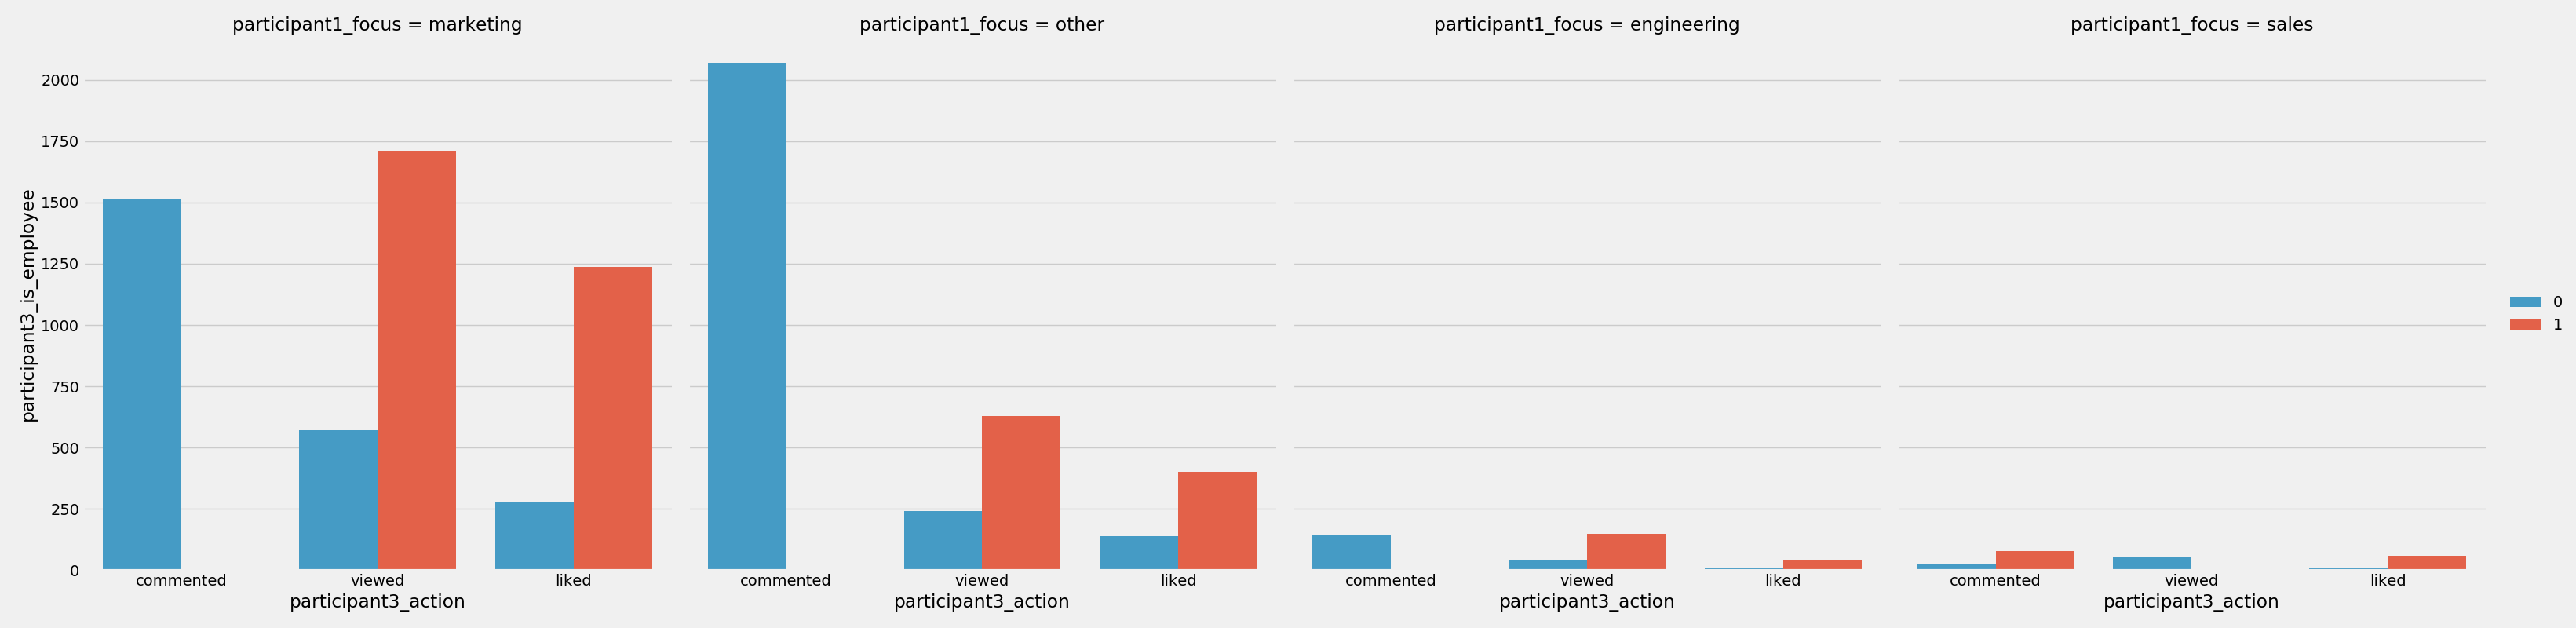 participant1_focus = marketing
participant1_focus = other
participant1_focus = engineering
participant1_focus = sales
participant3_is_employee
2000
1750
1500
1250
1000
750
500
250
0
commented viewed liked
commented viewed liked
commented viewed liked
commented viewed liked
participant3_action
participant3_action
participant3_action
participant3_action
0
1